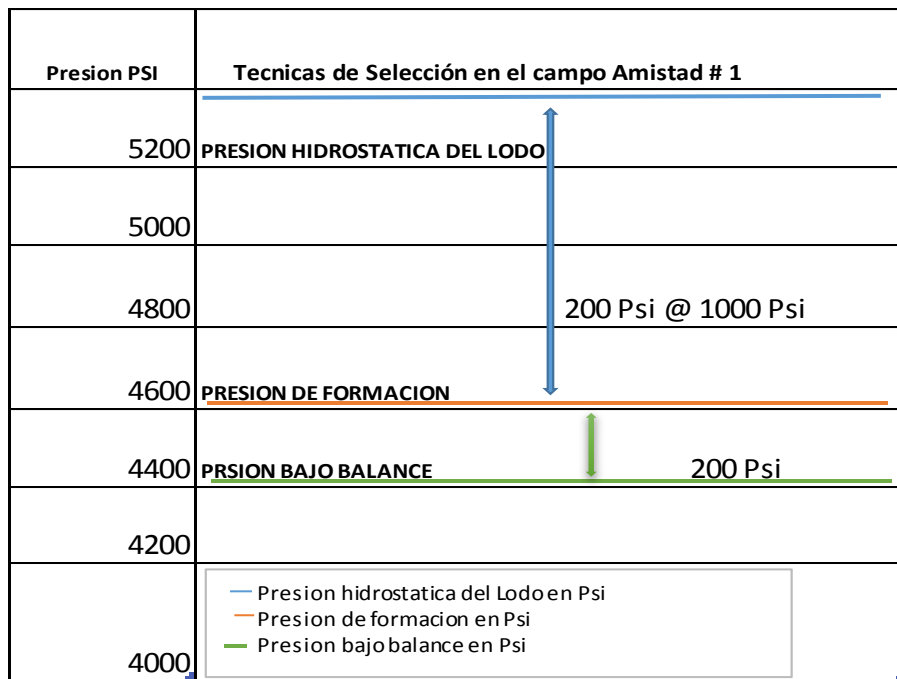 Presion PSI Tecnicas de Selección en el campo Amistad # 1
5200 PRESION HIDROSTATICA DEL LODO
5000
4800 200 Psi @ 1000 Psi
4600 PRESION DE FORMACION
4400 PRSION BAJO BALANCE 200 Psi
4200
Presion hidrostatica del Lodo en Psi
Presion de formacion en Psi
Presion bajo balance en Psi
4000